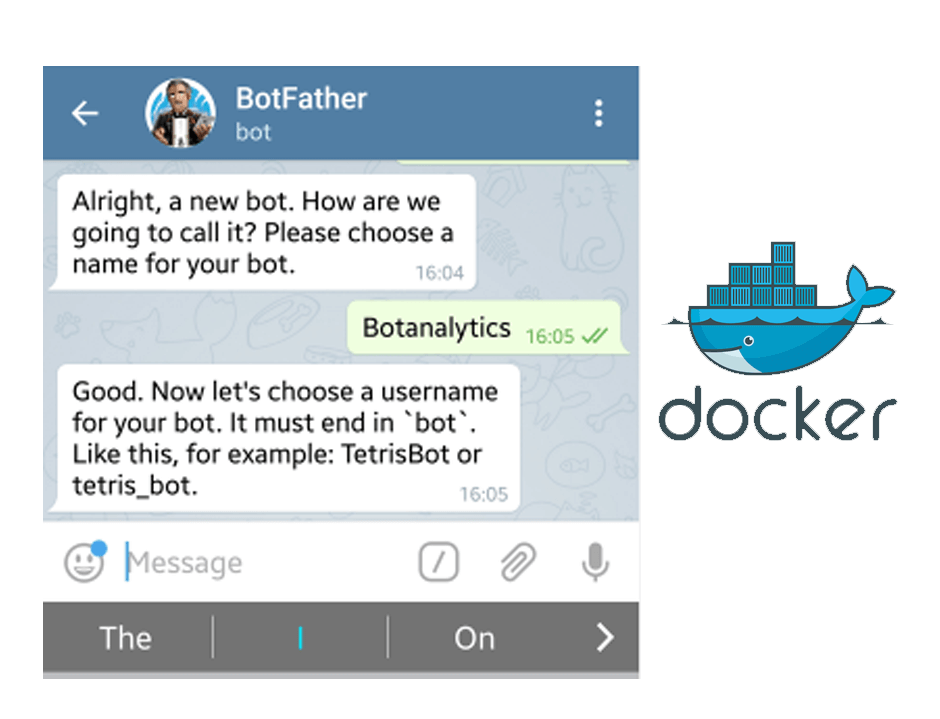 BotFather
bot
Alright, a new bot. How are we
going to call it? Please choose a
name for your bot.
16:04
Botanalytics
16:05
Good. Now let's choose a username
for your bot. It must end in `bot`.
Like this, for example: TetrisBot or
tetris_bot.
16:05
Message
The
I
On
docker